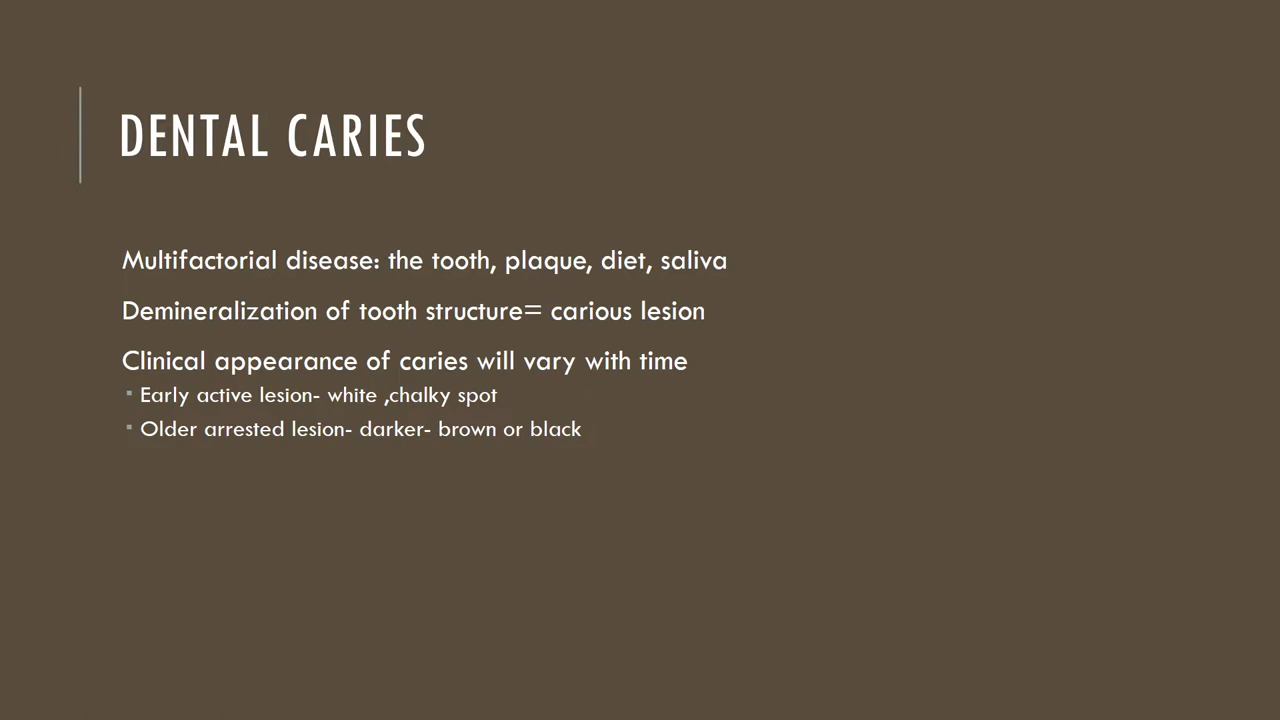 DENTAL CARIES
Multifactorial disease: the tooth, plaque, diet, saliva
Demineralization of tooth structure= carious lesion
Clinical appearance of caries will vary with time
▪ Early active lesion- white ,chalky spot
▪ Older arrested lesion- darker- brown or black